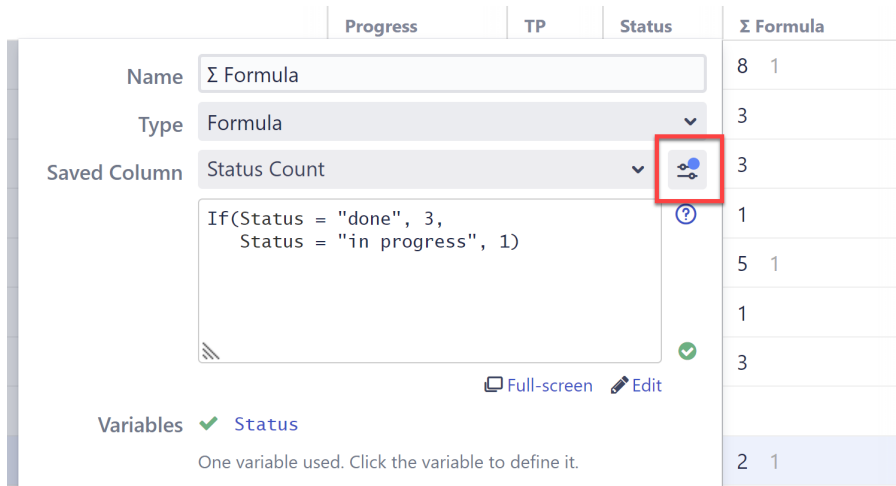 Progress TP Status Σ Formula
Name Σ Formula
8 1
Type Formula
3
Saved Column Status Count
3
If(Status = "done", 3,
Status = "in progress", 1)
?
1
5 1
1
3
Full-screen Edit
Variables Status
One variable used. Click the variable to define it.
2 1